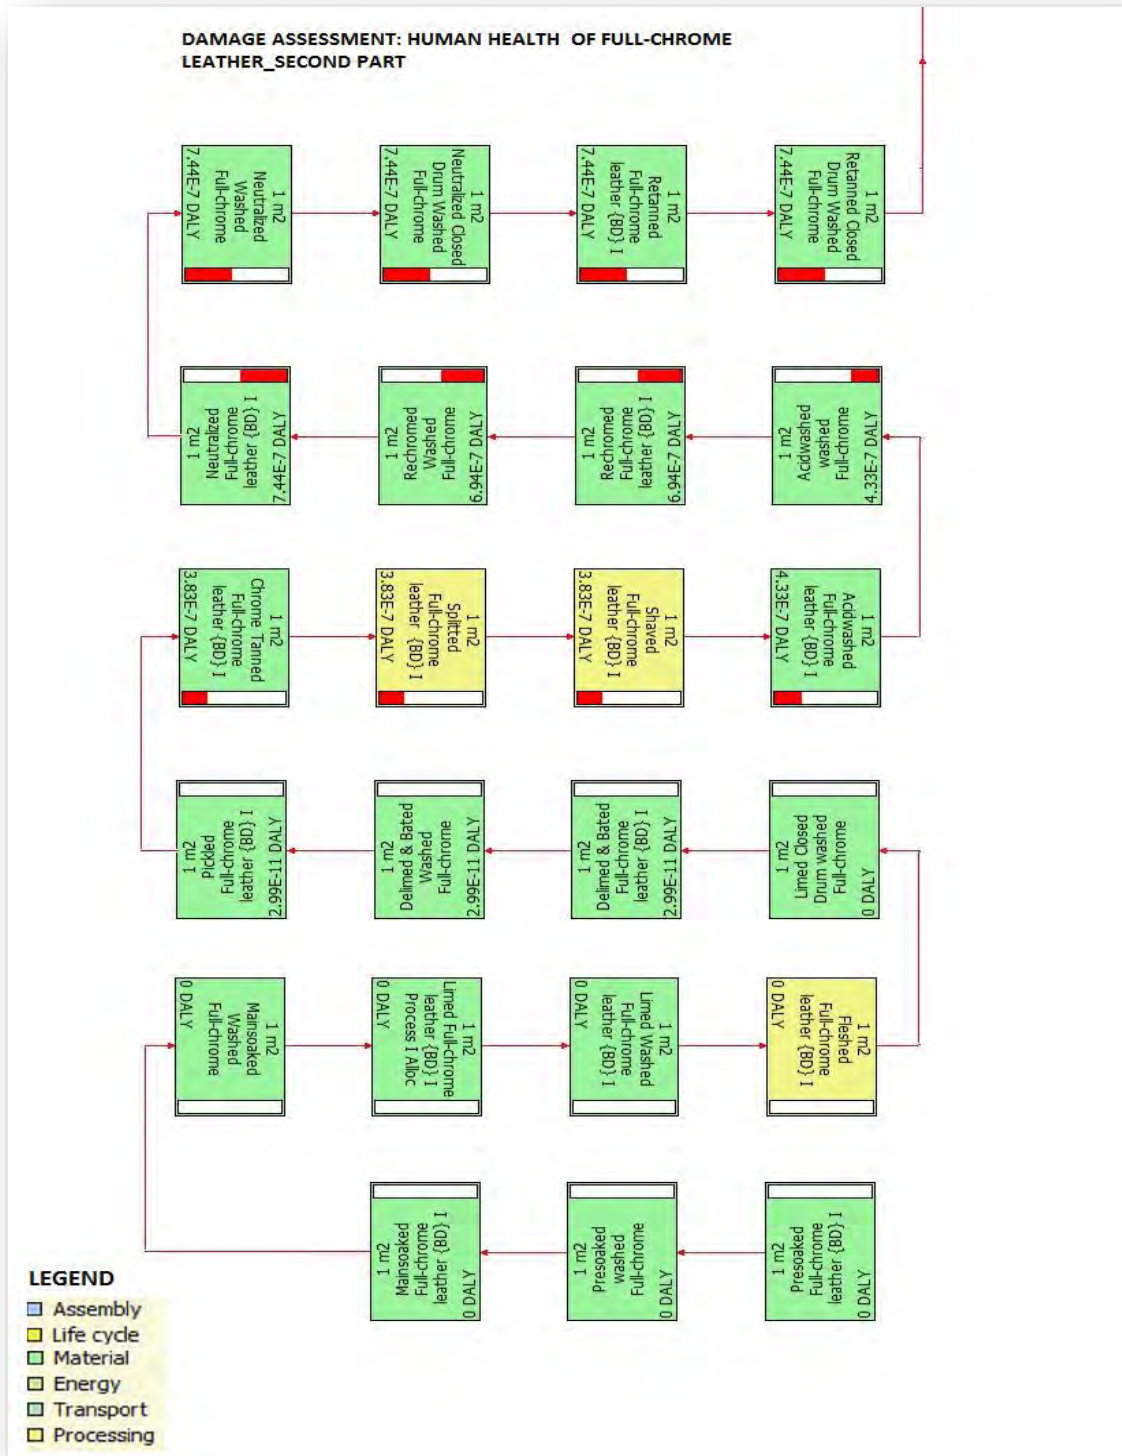 DAMAGE ASSESSMENT: HUMAN HEALTH OF FULL-CHROME
LEATHER_SECOND PART
1 m2
Neutralized
Washed
Full-chrome
7.44E-7 DALY
1 m2
Neutralized Closed
Drum Washed
Full-chrome
7.44E-7 DALY
1 m2
Retanned
Full-chrome
leather {BD} I
7.44E-7 DALY
1 m2
Retanned Closed
Drum Washed
Full-chrome
7.44E-7 DALY
1 m2
Neutralized
Full-chrome
leather {BD} I
7.44E-7 DALY
1 m2
Rechromed
Washed
Full-chrome
6.94E-7 DALY
1 m2
Rechromed
Full-chrome
leather {BD} I
6.94E-7 DALY
1 m2
Acidwashed
washed
Full-chrome
4.33E-7 DALY
1 m2
Chrome Tanned
Full-chrome
leather {BD} I
3.83E-7 DALY
1 m2
Splitted
Full-chrome
leather {BD} I
3.83E-7 DALY
1 m2
Shaved
Full-chrome
leather {BD} I
3.83E-7 DALY
1 m2
Acidwashed
Full-chrome
leather {BD} I
4.33E-7 DALY
1 m2
Pickled
Full-chrome
leather {BD} I
2.99E-11 DALY
1 m2
Delimed & Bated
Washed
Full-chrome
2.99E-11 DALY
1 m2
Delimed & Bated
Full-chrome
leather {BD} I
2.99E-11 DALY
1 m2
Limed Closed
Drum washed
Full-chrome
0 DALY
1 m2
Mainsoaked
Washed
Full-chrome
0 DALY
1 m2
Limed Full-chrome
leather {BD} I
Process I Alloc
0 DALY
1 m2
Limed Washed
Full-chrome
leather {BD} I
0 DALY
1 m2
Fleshed
Full-chrome
leather {BD} I
0 DALY
1 m2
Mainsoaked
Full-chrome
leather {BD} I
0 DALY
1 m2
Presoaked
washed
Full-chrome
0 DALY
1 m2
Presoaked
Full-chrome
leather {BD} I
0 DALY
LEGEND
Assembly
Life cycle
Material
Energy
Transport
Processing